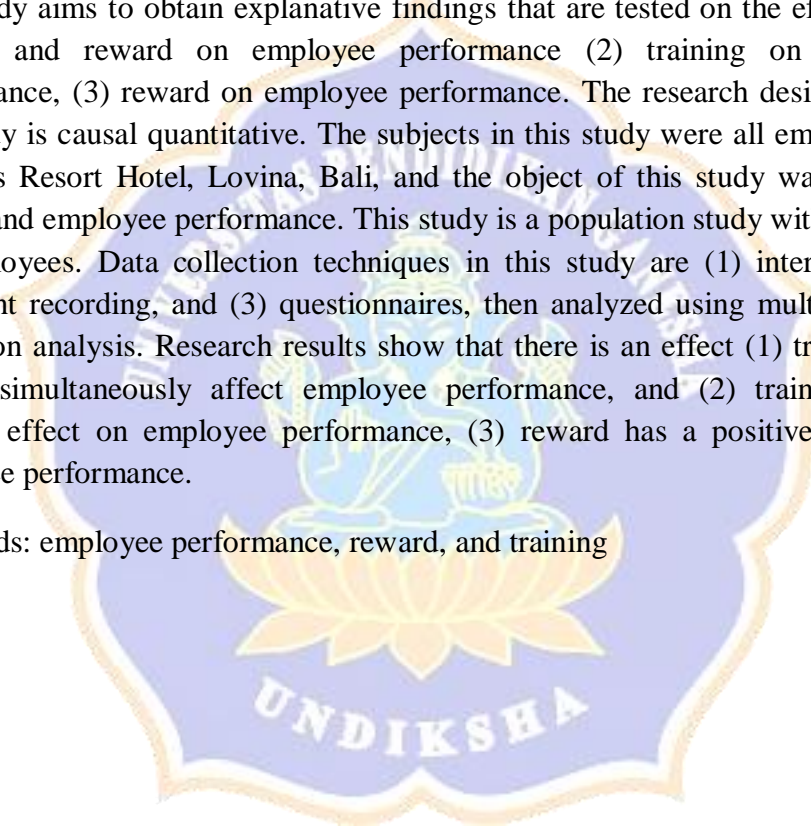 dy aims to obtain explanative findings that are tested on the ef
and reward on employee performance (2) training on
ance, (3) reward on employee performance. The research desi
y is causal quantitative. The subjects in this study were all em
s Resort Hotel, Lovina, Bali, and the object of this study wa
and employee performance. This study is a population study wit
loyees. Data collection techniques in this study are (1) inter
nt recording, and (3) questionnaires, then analyzed using mult
on analysis. Research results show that there is an effect (1) tr
simultaneously affect employee performance, and (2) train
effect on employee performance, (3) reward has a positive
e performance.
ds: employee performance, reward, and training
UNIVERSITAS PENDIDIKAN GANESHA
UNDIKSHA